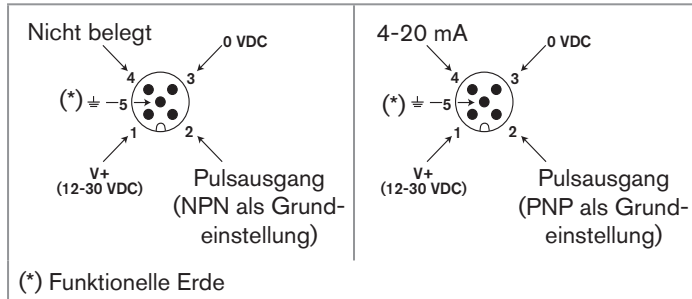 Nicht belegt
0 VDC
4
3
(*)
5
1
2
V+
(12-30 VDC)
Pulsausgang
(NPN als Grund-
einstellung)
4-20 mA
0 VDC
4
3
(*)
5
1
2
V+
(12-30 VDC)
Pulsausgang
(PNP als Grund-
einstellung)
(*) Funktionelle Erde